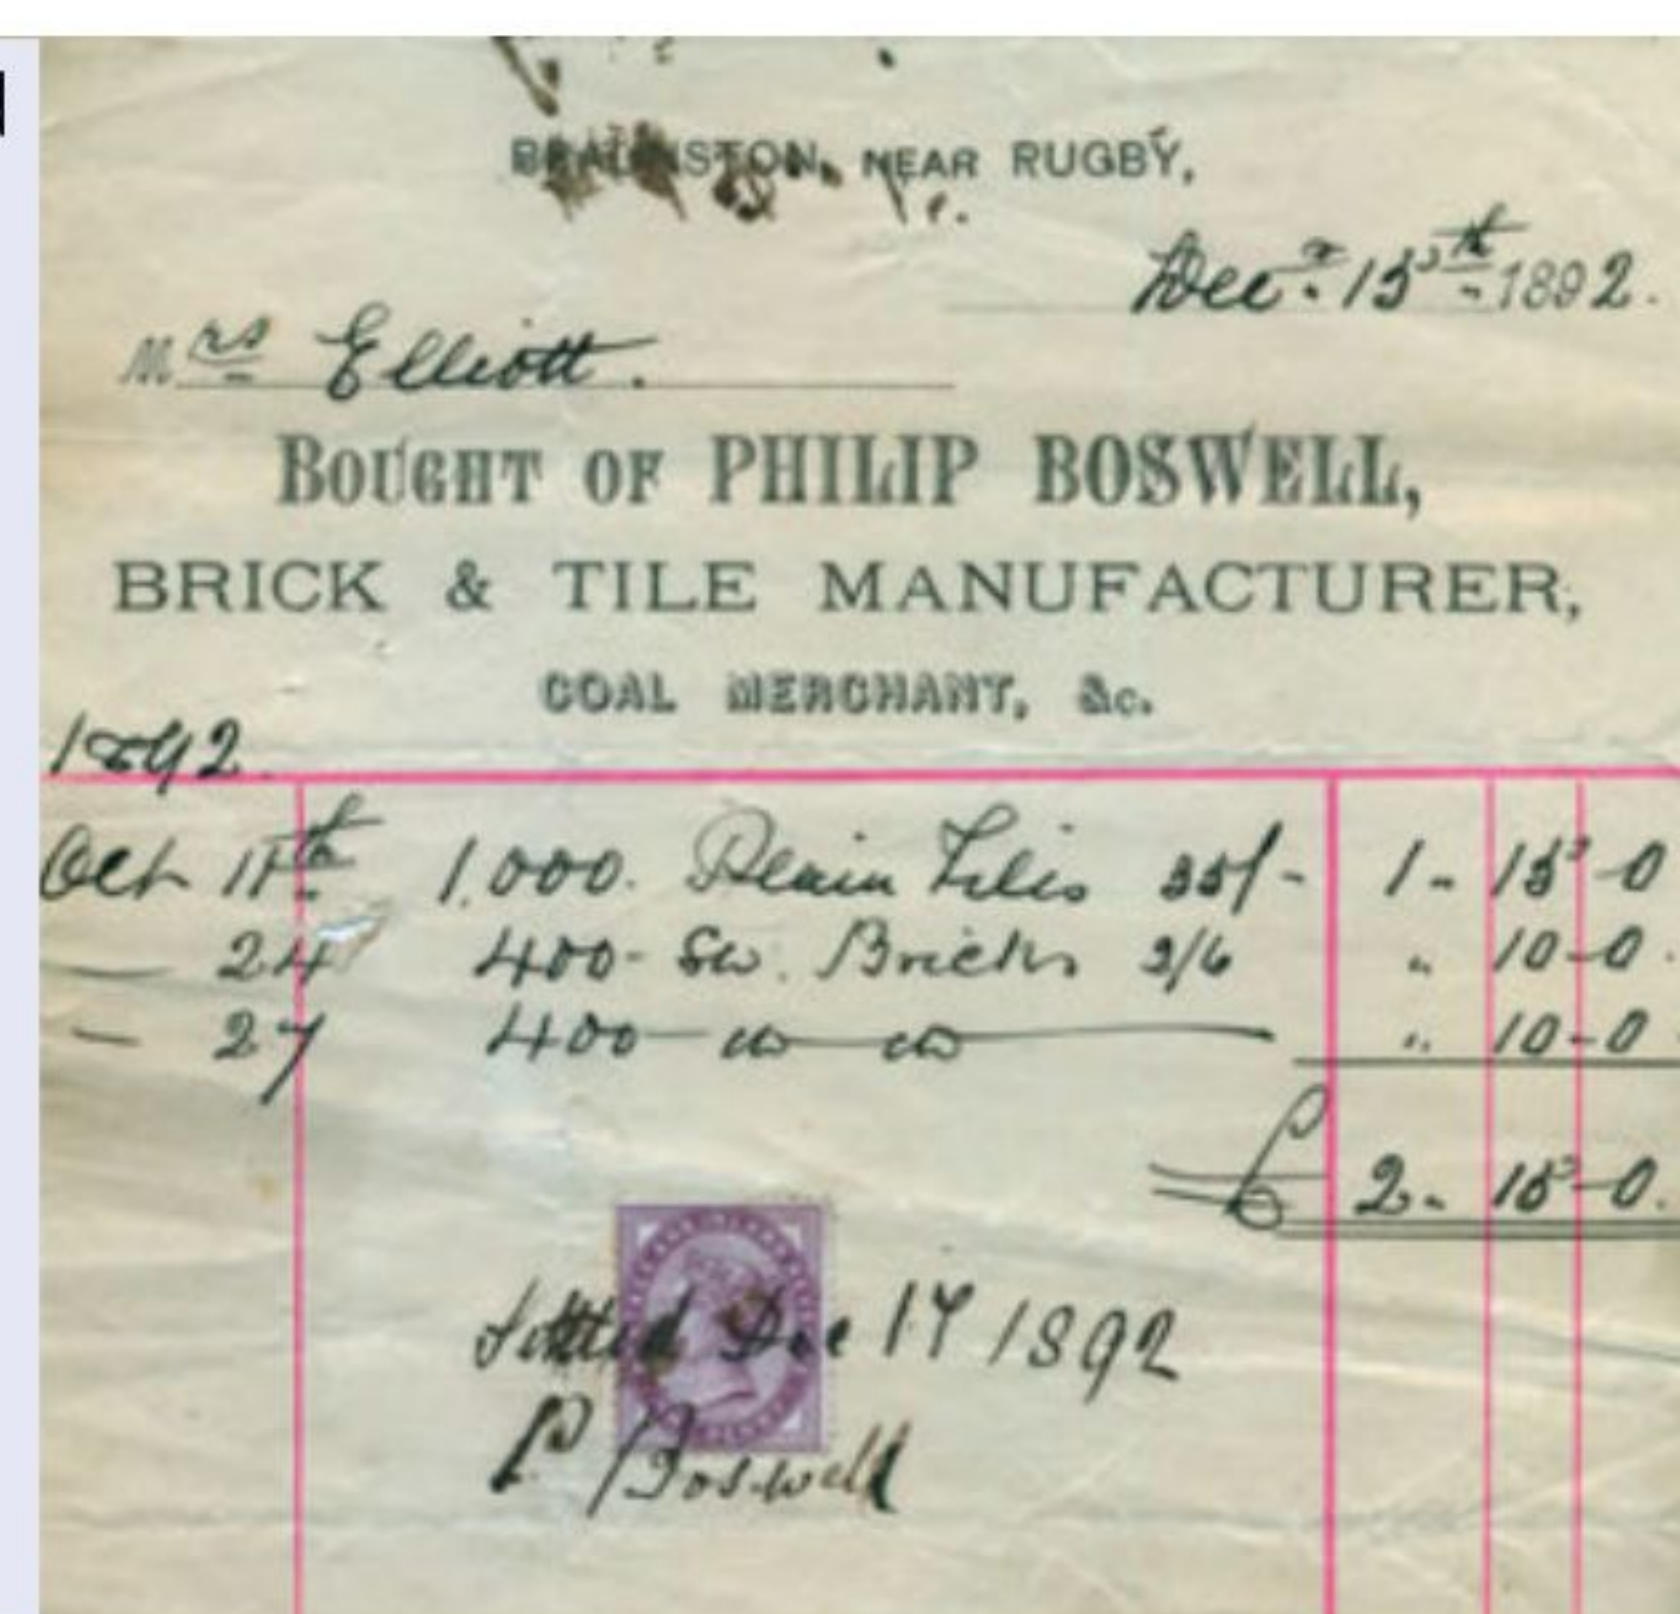 BRAUNSTON, NEAR RUGBY,
Decr. 15th 1892.
Mrs Elliott.
BOUGHT OF PHILIP BOSWELL,
BRICK & TILE MANUFACTURER,
COAL MERCHANT, &c.
1892
Oct 11th 1,000. Plain Tiles 35/- 1 - 15 - 0
— 24 400 - Sw. Bricks 2/6 " 10 - 0
— 27 400 — do — do — " 10 - 0
£ 2 - 15 - 0.
Settled Dec 17 1892
P Boswell